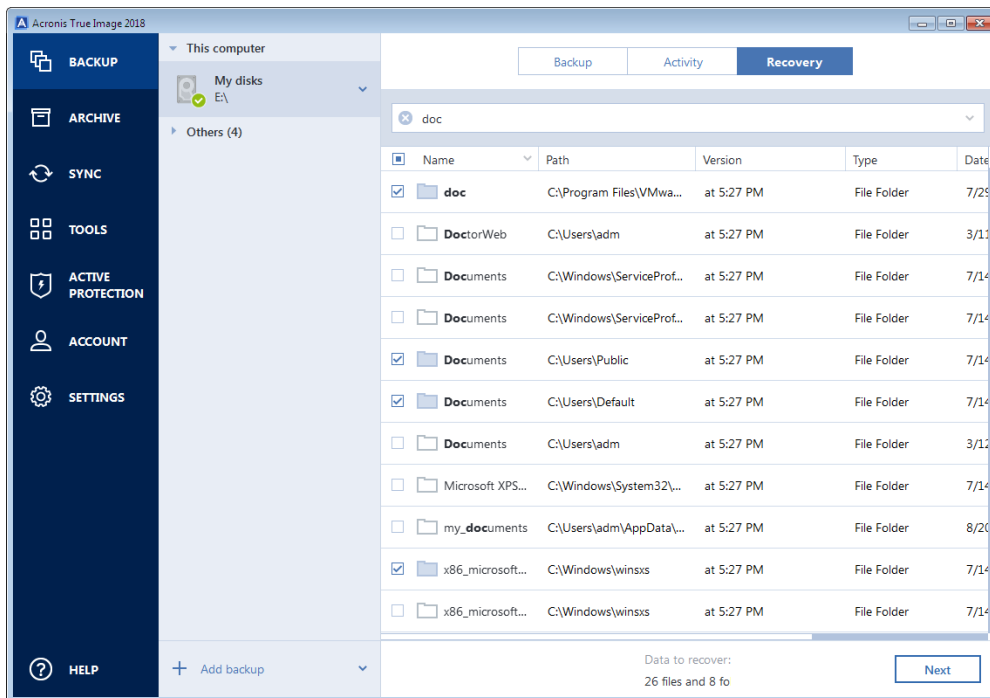 Acronis True Image 2018
BACKUP
ARCHIVE
SYNC
TOOLS
ACTIVE
PROTECTION
ACCOUNT
SETTINGS
HELP
This computer
My disks
E:\
Others (4)
Add backup
Backup Activity Recovery
doc
Name Path Version Type Date
doc C:\Program Files\VMwa... at 5:27 PM File Folder 7/29
DoctorWeb C:\Users\adm at 5:27 PM File Folder 3/11
Documents C:\Windows\ServiceProf... at 5:27 PM File Folder 7/14
Documents C:\Windows\ServiceProf... at 5:27 PM File Folder 7/14
Documents C:\Users\Public at 5:27 PM File Folder 7/14
Documents C:\Users\Default at 5:27 PM File Folder 7/14
Documents C:\Users\adm at 5:27 PM File Folder 3/12
Microsoft XPS... C:\Windows\System32\... at 5:27 PM File Folder 7/14
my_documents C:\Users\adm\AppData\... at 5:27 PM File Folder 8/20
x86_microsoft... C:\Windows\winsxs at 5:27 PM File Folder 7/14
x86_microsoft... C:\Windows\winsxs at 5:27 PM File Folder 7/14
Data to recover:
26 files and 8 fo
Next